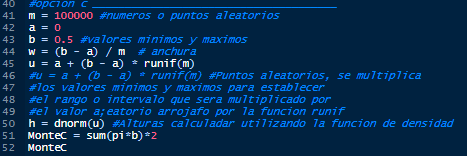 40 #opcion c ____________________________
41 m = 100000 #numeros o puntos aleatorios
42 a = 0
43 b = 0.5 #valores minimos y maximos
44 w = (b - a) / m # anchura
45 u = a + (b - a) * runif(m)
46 #u = a + (b - a) * runif(m) #Puntos aleatorios, se multiplica
47 #los valores minimos y maximos para establecer
48 #el rango o intervalo que sera multiplicado por
49 #el valor a;eatorio arrojafo por la funcion runif
50 h = dnorm(u) #Alturas calculadar utilizando la funcion de densidad
51 MonteC = sum(pi*b)*2
52 MonteC